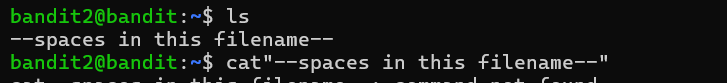 bandit2@bandit:~$ ls
--spaces in this filename--
bandit2@bandit:~$ cat"--spaces in this filename--"